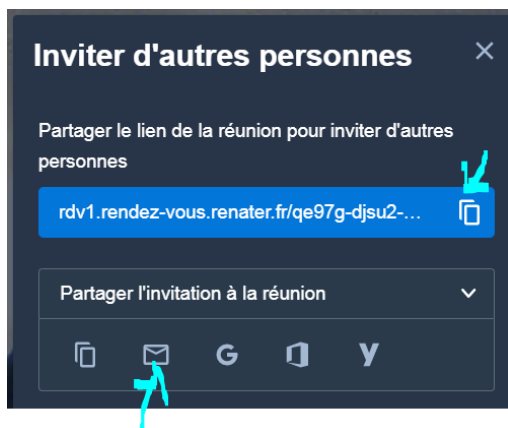 Inviter d'autres personnes
Partager le lien de la réunion pour inviter d'autres
personnes
rdv1.rendez-vous.renater.fr/qe97g-djsu2-...
Partager l'invitation à la réunion